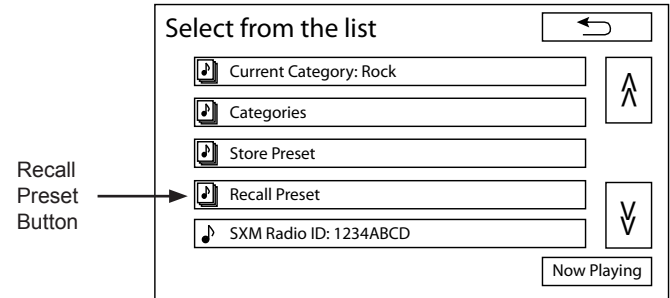 Select from the list
Current Category: Rock
Categories
Store Preset
Recall Preset
SXM Radio ID: 1234ABCD
Now Playing
Recall
Preset
Button